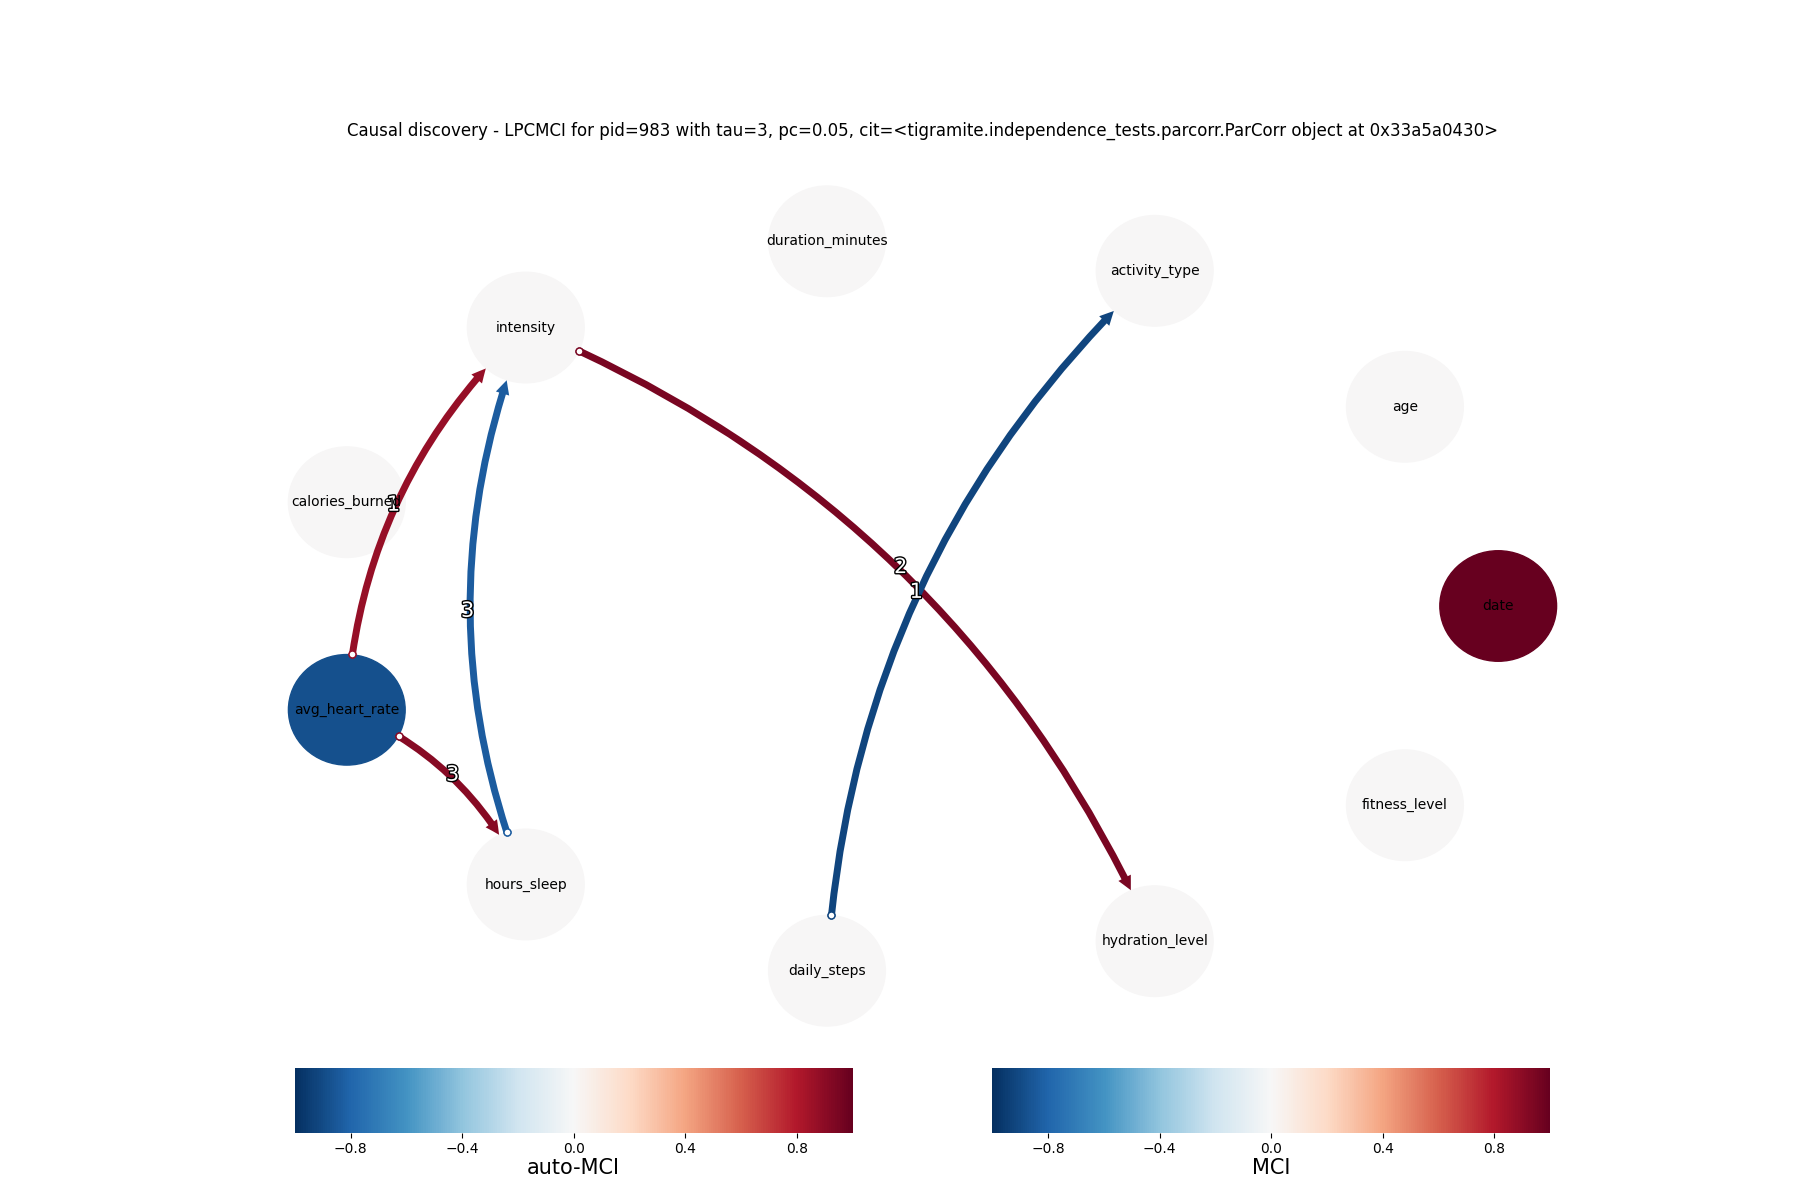 Causal discovery - LPCMCI for pid=983 with tau=3, pc=0.05, cit=<tigramite.independence_tests.parcorr.ParCorr object at 0x33a5a0430>
duration_minutes
activity_type
intensity
age
calories_burned
1
2
1
date
3
avg_heart_rate
3
fitness_level
hours_sleep
hydration_level
daily_steps
−0.8 −0.4 0.0 0.4 0.8
auto-MCI
−0.8 −0.4 0.0 0.4 0.8
MCI